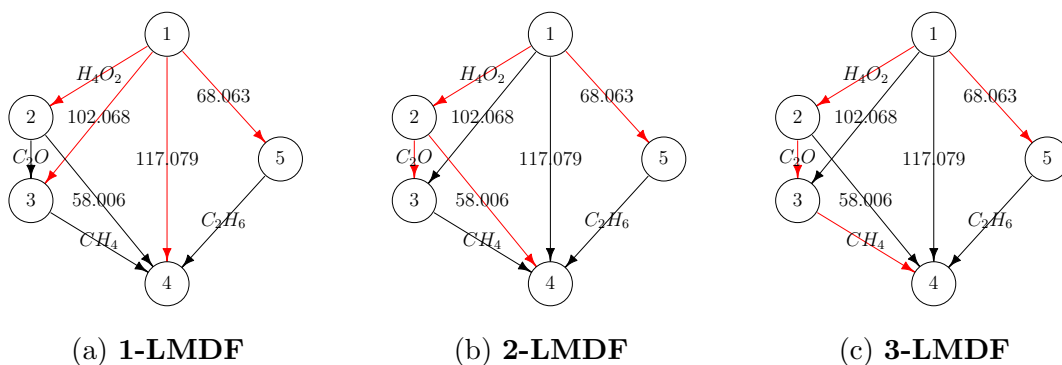 1
H₄O₂
68.063
2
102.068
C₂O
117.079
5
3
58.006
CH₄
C₂H₆
4
(a) 1-LMDF
1
H₄O₂
68.063
2
102.068
C₂O
117.079
5
3
58.006
CH₄
C₂H₆
4
(b) 2-LMDF
1
H₄O₂
68.063
2
102.068
C₂O
117.079
5
3
58.006
CH₄
C₂H₆
4
(c) 3-LMDF